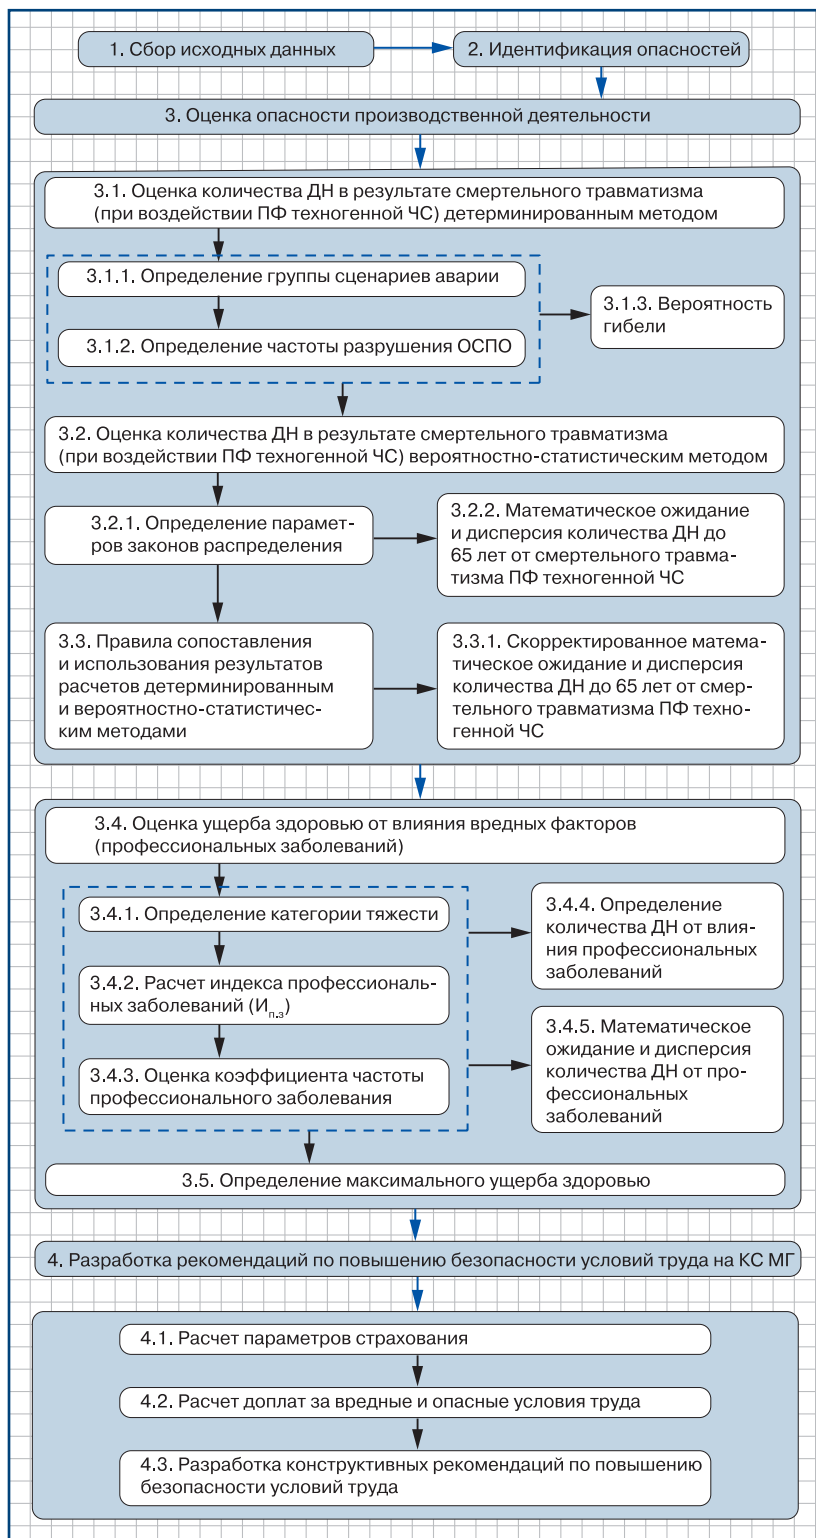 1. Сбор исходных данных
2. Идентификация опасностей
3. Оценка опасности производственной деятельности
3.1. Оценка количества ДН в результате смертельного травматизма
(при воздействии ПФ техногенной ЧС) детерминированным методом
3.1.1. Определение группы сценариев аварии
3.1.2. Определение частоты разрушения ОСПО
3.1.3. Вероятность
гибели
3.2. Оценка количества ДН в результате смертельного травматизма
(при воздействии ПФ техногенной ЧС) вероятностно-статистическим методом
3.2.1. Определение парамет-
ров законов распределения
3.2.2. Математическое ожидание
и дисперсия количества ДН до
65 лет от смертельного травма-
тизма ПФ техногенной ЧС
3.3. Правила сопоставления
и использования результатов
расчетов детерминированным
и вероятностно-статистичес-
ким методами
3.3.1. Скорректированное матема-
тическое ожидание и дисперсия
количества ДН до 65 лет от смер-
тельного травматизма ПФ техно-
генной ЧС
3.4. Оценка ущерба здоровью от влияния вредных факторов
(профессиональных заболеваний)
3.4.1. Определение категории тяжести
3.4.2. Расчет индекса профессиональ-
ных заболеваний (Ип.з)
3.4.3. Оценка коэффициента частоты
профессионального заболевания
3.4.4. Определение
количества ДН от влия-
ния профессиональных
заболеваний
3.4.5. Математическое
ожидание и дисперсия
количества ДН от про-
фессиональных
заболеваний
3.5. Определение максимального ущерба здоровью
4. Разработка рекомендаций по повышению безопасности условий труда на КС МГ
4.1. Расчет параметров страхования
4.2. Расчет доплат за вредные и опасные условия труда
4.3. Разработка конструктивных рекомендаций по повышению
безопасности условий труда